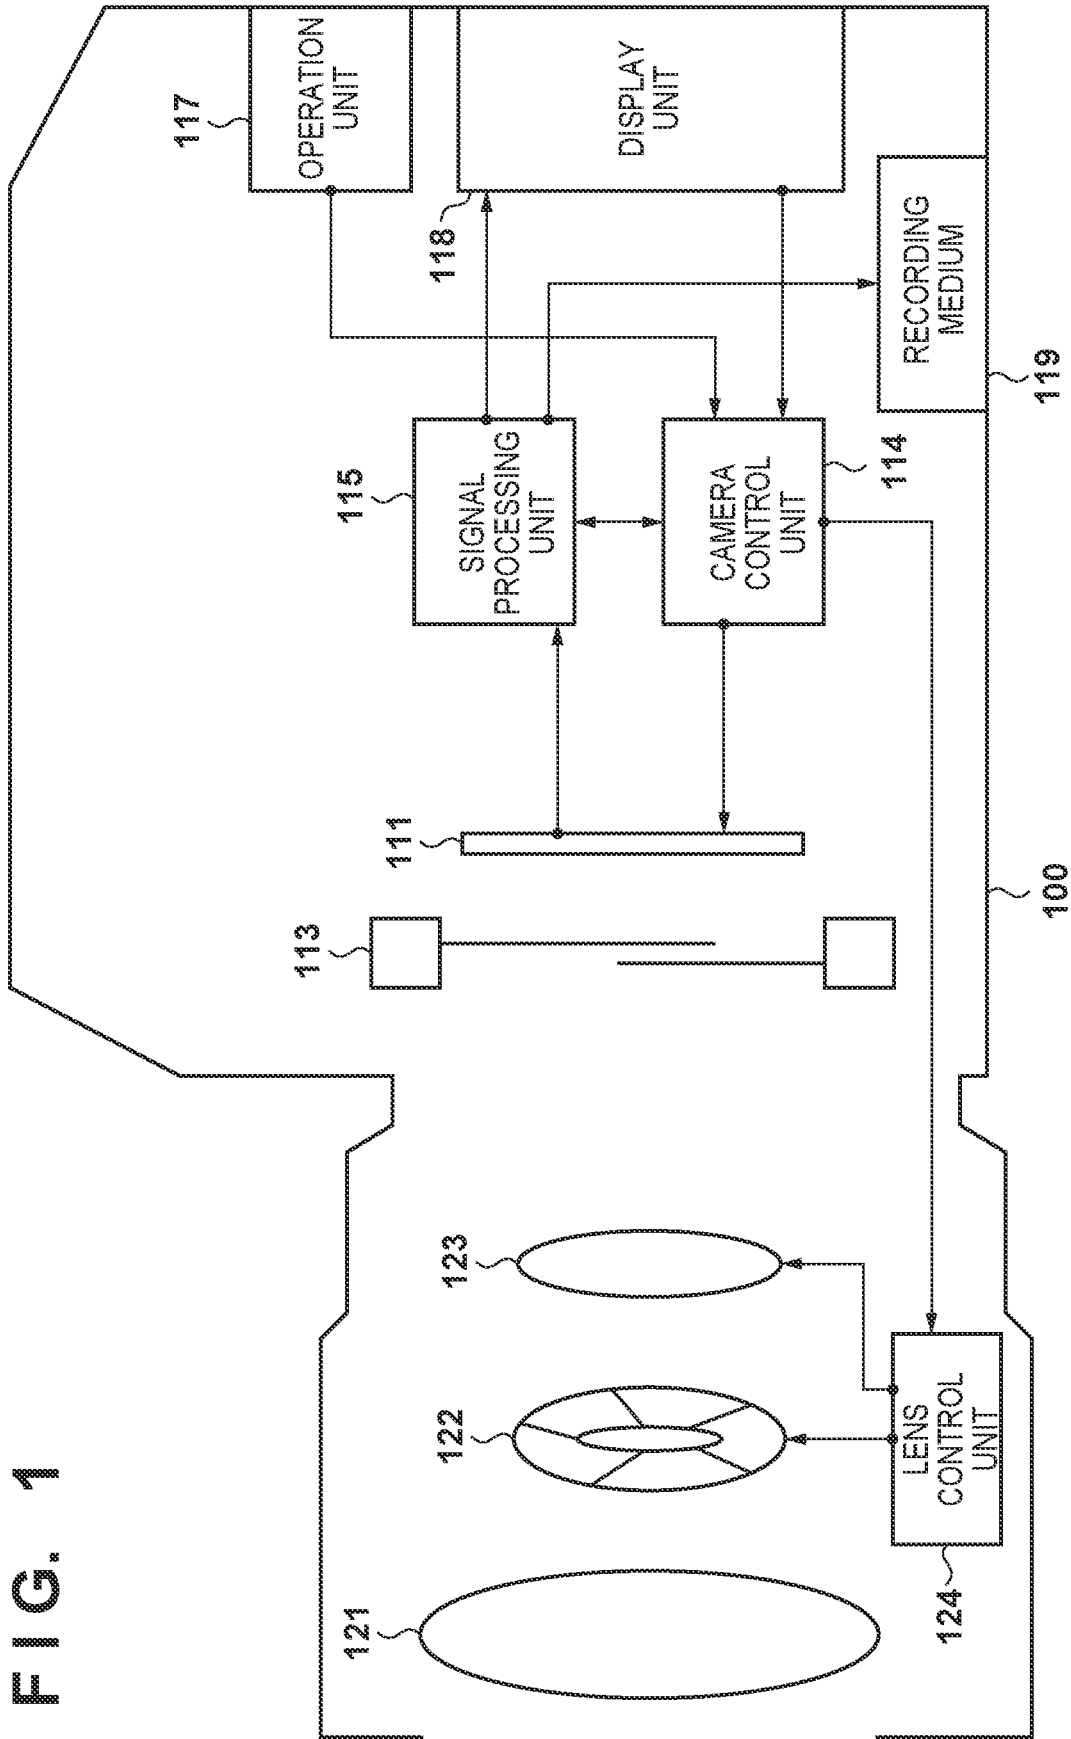 FIG. 1
117
OPERATION
UNIT
118
DISPLAY
UNIT
115
SIGNAL
PROCESSING
UNIT
114
CAMERA
CONTROL
UNIT
RECORDING
MEDIUM
119
111
113
100
123
122
121
LENS
CONTROL
UNIT
124